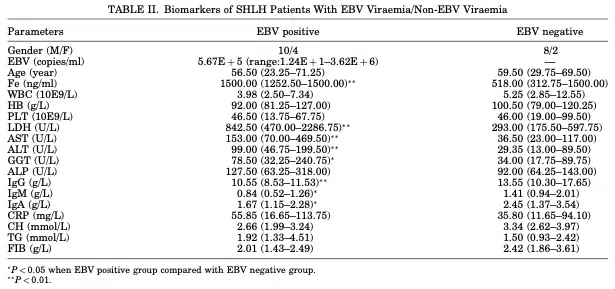 TABLE II. Biomarkers of SHLH Patients With EBV Viraemia/Non-EBV Viraemia
Parameters EBV positive EBV negative
Gender (M/F) 10/4 8/2
EBV (copies/ml) 5.67E + 5 (range:1.24E + 1–3.62E + 6) —
Age (year) 56.50 (23.25–71.25) 59.50 (29.75–69.50)
Fe (ng/ml) 1500.00 (1252.50–1500.00)** 518.00 (312.75–1500.00)
WBC (10E9/L) 3.98 (2.50–7.34) 5.25 (2.85–12.55)
HB (g/L) 92.00 (81.25–127.00) 100.50 (79.00–120.25)
PLT (10E9/L) 46.50 (13.75–67.75) 46.00 (19.00–99.50)
LDH (U/L) 842.50 (470.00–2286.75)** 293.00 (175.50–597.75)
AST (U/L) 153.00 (70.00–469.50)** 36.50 (23.00–117.00)
ALT (U/L) 99.00 (46.75–199.50)** 29.35 (13.00–89.50)
GGT (U/L) 78.50 (32.25–240.75)* 34.00 (17.75–89.75)
ALP (U/L) 127.50 (63.25–318.00) 92.00 (64.25–143.00)
IgG (g/L) 10.55 (8.53–11.53)** 13.55 (10.30–17.65)
IgM (g/L) 0.84 (0.52–1.26)* 1.41 (0.94–2.01)
IgA (g/L) 1.67 (1.15–2.28)* 2.45 (1.37–3.54)
CRP (mg/L) 55.85 (16.65–113.75) 35.80 (11.65–94.10)
CH (mmol/L) 2.66 (1.99–3.24) 3.34 (2.62–3.97)
TG (mmol/L) 1.92 (1.33–4.51) 1.50 (0.93–2.42)
FIB (g/L) 2.01 (1.43–2.49) 2.42 (1.86–3.61)
*P < 0.05 when EBV positive group compared with EBV negative group.
**P < 0.01.